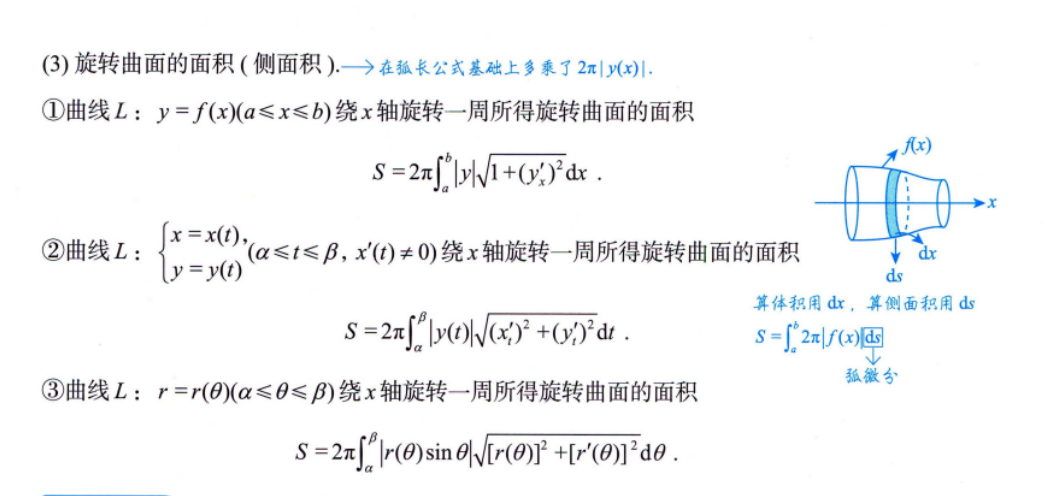 (3) 旋转曲面的面积 ( 侧面积 ).→在弧长公式基础上多乘了 2π|y(x)|.
①曲线 L： y = f(x)(a⩽x⩽b) 绕 x 轴旋转一周所得旋转曲面的面积
S = 2π∫_a^b |y|√(1+(y'_x)²) dx .
f(x)
x
dx
ds
②曲线 L： {x = x(t), y = y(t) (α⩽t⩽β, x'(t) ≠ 0) 绕 x 轴旋转一周所得旋转曲面的面积
算体积用 dx , 算侧面积用 ds
S = 2π∫_α^β |y(t)|√((x'_t)² + (y'_t)²) dt .
S = ∫_a^b 2π|f(x)|ds
弧微分
③曲线 L： r = r(θ)(α⩽θ⩽β) 绕 x 轴旋转一周所得旋转曲面的面积
S = 2π∫_α^β |r(θ) sin θ|√([r(θ)]² + [r'(θ)]²) dθ .